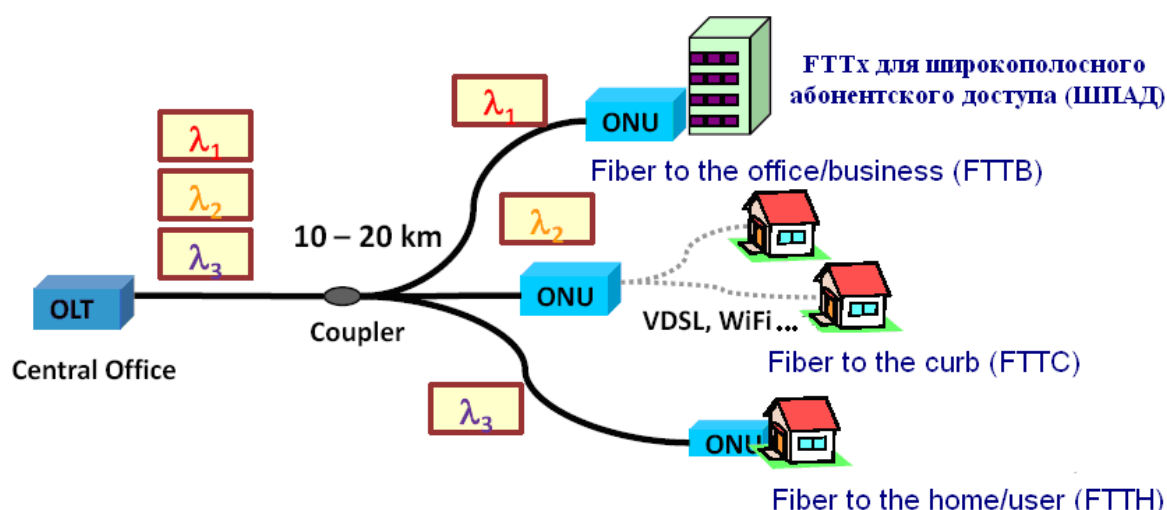 FTTx для широкополосного
абонентского доступа (ШПАД)
λ1
ONU
Fiber to the office/business (FTTB)
λ1
λ2
λ3
10 – 20 km
λ2
OLT
Central Office
Coupler
ONU
VDSL, WiFi ...
Fiber to the curb (FTTC)
λ3
ONU
Fiber to the home/user (FTTH)